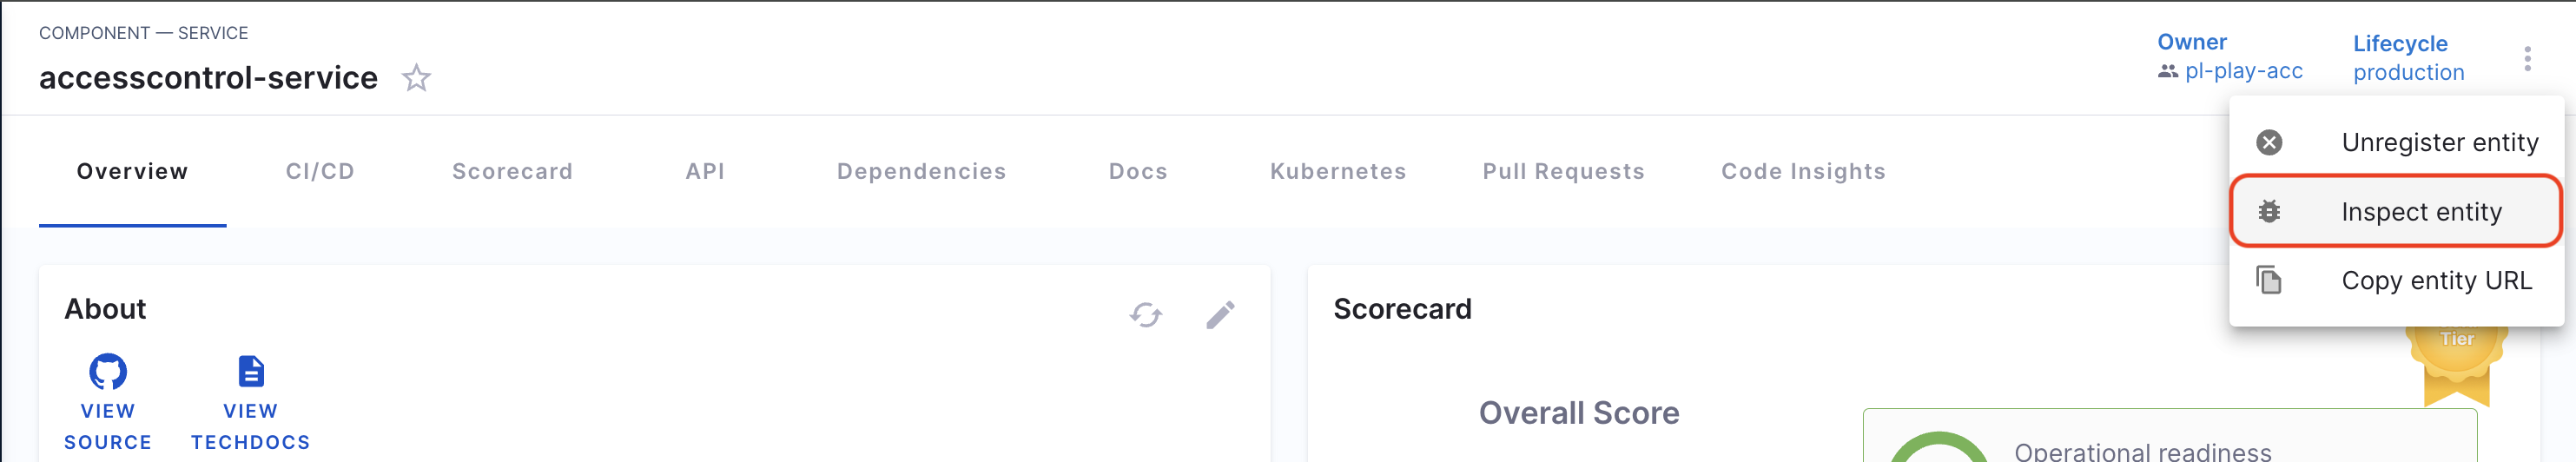 COMPONENT — SERVICE
accesscontrol-service
Owner
pl-play-acc
Lifecycle
production
Unregister entity
Inspect entity
Copy entity URL
Overview CI/CD Scorecard API Dependencies Docs Kubernetes Pull Requests Code Insights
About
VIEW
SOURCE
VIEW
TECHDOCS
Scorecard
Tier
Overall Score
Operational readiness